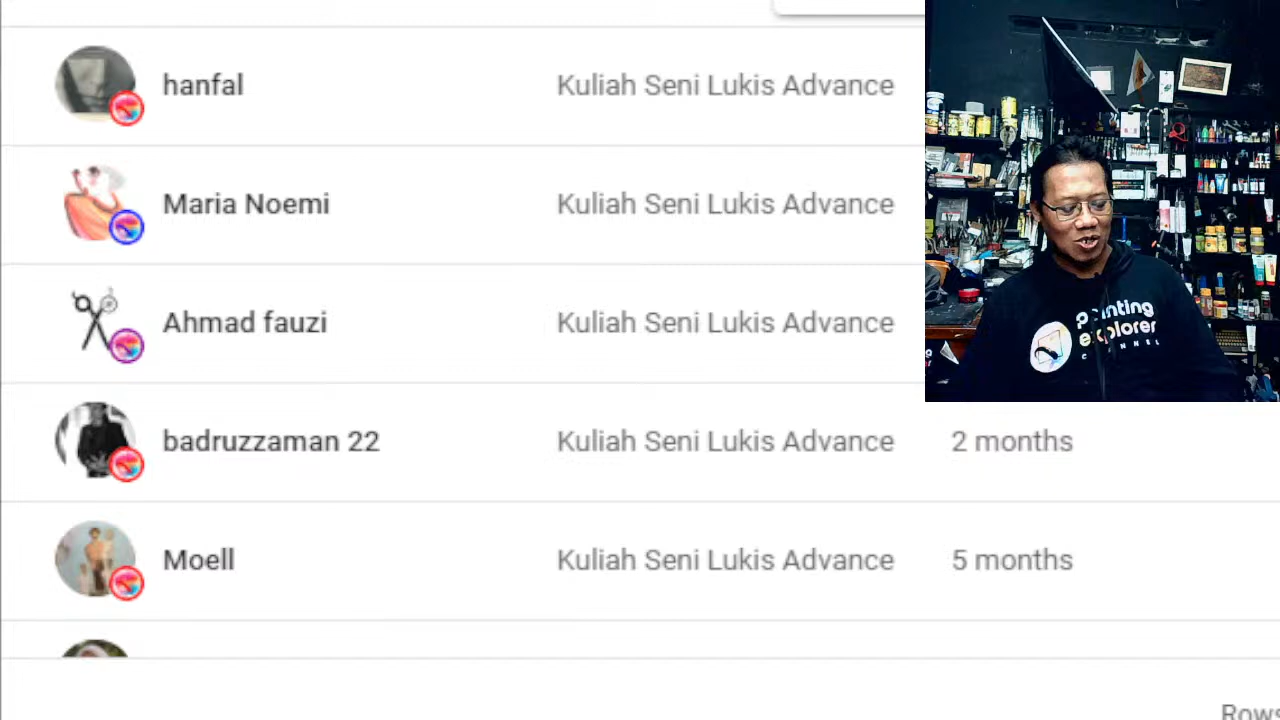 hanfal Kuliah Seni Lukis Advance
Maria Noemi Kuliah Seni Lukis Advance
Ahmad fauzi Kuliah Seni Lukis Advance
badruzzaman 22 Kuliah Seni Lukis Advance 2 months
Moell Kuliah Seni Lukis Advance 5 months
Rows
painting
explorer
CHANNEL